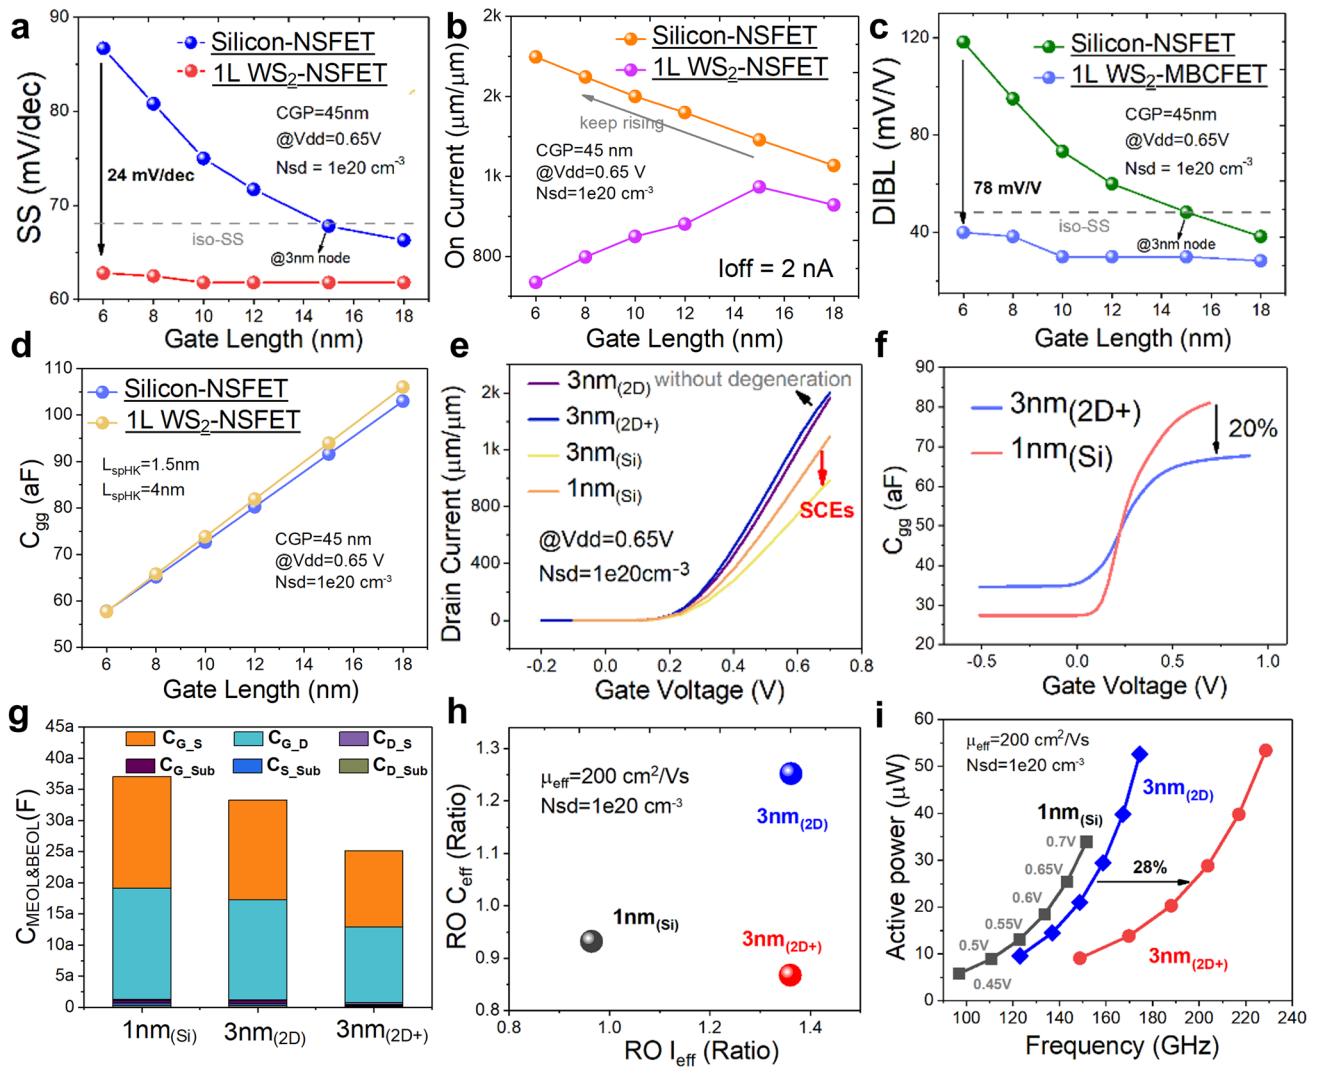 a
90
80
70
60
SS (mV/dec)
Silicon-NSFET
1L WS2-NSFET
CGP=45nm
@Vdd=0.65V
Nsd = 1e20 cm-3
24 mV/dec
iso-SS
@3nm node
6 8 10 12 14 16 18
Gate Length (nm)
b
2k
2k
1k
800
On Current (μm/μm)
Silicon-NSFET
1L WS2-NSFET
keep rising
CGP=45 nm
@Vdd=0.65 V
Nsd=1e20 cm-3
Ioff = 2 nA
6 8 10 12 14 16 18
Gate Length (nm)
c
120
80
40
DIBL (mV/V)
Silicon-NSFET
1L WS2-MBCFET
CGP=45nm
@Vdd=0.65V
Nsd = 1e20 cm-3
78 mV/V
iso-SS
@3nm node
6 8 10 12 14 16 18
Gate Length (nm)
d
110
100
90
80
70
60
50
Cgg (aF)
Silicon-NSFET
1L WS2-NSFET
LspHK=1.5nm
LspHK=4nm
CGP=45 nm
@Vdd=0.65 V
Nsd=1e20 cm-3
6 8 10 12 14 16 18
Gate Length (nm)
e
2k
1k
800
400
0
Drain Current (μm/μm)
3nm(2D)
without degeneration
3nm(2D+)
3nm(Si)
1nm(Si)
SCEs
@Vdd=0.65V
Nsd=1e20cm-3
-0.2 0.0 0.2 0.4 0.6 0.8
Gate Voltage (V)
f
90
80
70
60
50
40
30
20
Cgg (aF)
3nm(2D+)
1nm(Si)
20%
-0.5 0.0 0.5 1.0
Gate Voltage (V)
g
45a
40a
35a
30a
25a
20a
15a
10a
5a
0
CMEOL&BEOL(F)
CG_S CG_D CD_S
CG_Sub CS_Sub CD_Sub
1nm(Si) 3nm(2D) 3nm(2D+)
h
1.3
1.2
1.1
1.0
0.9
0.8
RO Ceff (Ratio)
μeff=200 cm2/Vs
Nsd=1e20 cm-3
3nm(2D)
1nm(Si)
3nm(2D+)
0.8 1.0 1.2 1.4
RO Ieff (Ratio)
i
60
50
40
30
20
10
0
Active power (μW)
μeff=200 cm2/Vs
Nsd=1e20 cm-3
3nm(2D)
1nm(Si)
0.7V
0.65V
0.6V
0.55V
0.5V
0.45V
28%
3nm(2D+)
100 120 140 160 180 200 220 240
Frequency (GHz)